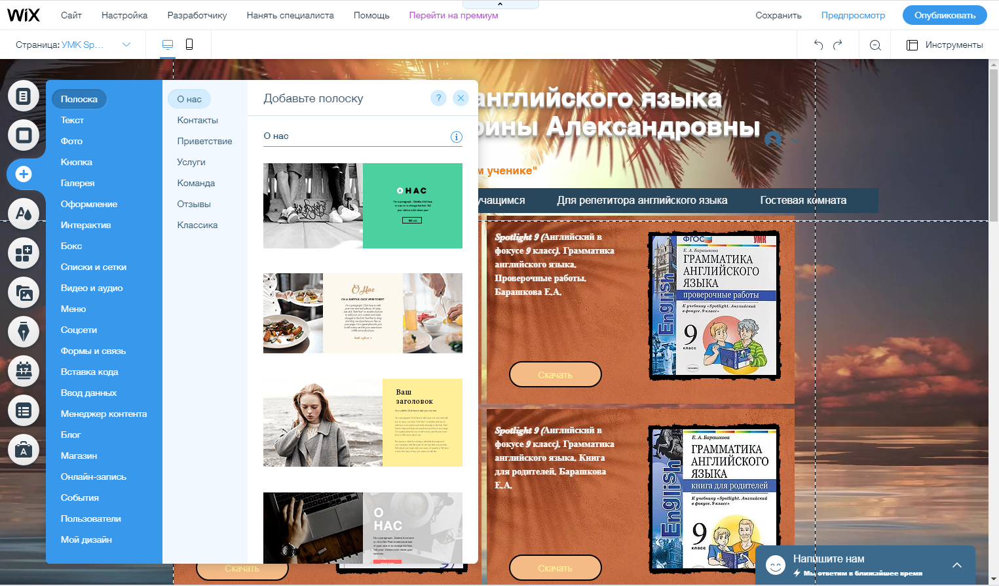 WiX
Сайт
Настройка
Разработчику
Нанять специалиста
Помощь
Перейти на премиум
Сохранить
Предпросмотр
Опубликовать
Страница: УМК Sp...
Инструменты
английского языка
Александровны
м ученике"
учащимся
Для репетитора английского языка
Гостевая комната
Полоска
Текст
Фото
Кнопка
Галерея
Оформление
Интерактив
Бокс
Списки и сетки
Видео и аудио
Меню
Соцсети
Формы и связь
Вставка кода
Ввод данных
Менеджер контента
Блог
Магазин
Онлайн-запись
События
Пользователи
Мой дизайн
О нас
Контакты
Приветствие
Услуги
Команда
Отзывы
Классика
Добавьте полоску
?
О нас
О НАС
О Нас
I'M A SUBTITLE. CLICK HERE TO EDIT
Ваш
заголовок
О
НАС
17
A
Spotlight 9 (Английский в
фокусе 9 класс). Грамматика
английского языка.
Проверочные работы.
Барашкова Е.А.
Скачать
ФГОС
УМК
Е. А. Барашкова
ГРАММАТИКА
АНГЛИЙСКОГО
ЯЗЫКА
проверочные работы
К учебнику «Spotlight. Английский
в фокусе. 9 класс»
English
9
класс
Spotlight 9 (Английский в
фокусе 9 класс). Грамматика
английского языка. Книга
для родителей. Барашкова
Е.А.
Скачать
Е. А. Барашкова
ГРАММАТИКА
АНГЛИЙСКОГО
ЯЗЫКА
книга для родителей
К учебнику «Spotlight. Английский
в фокусе. 9 класс»
English
9
класс
Скачать
Напишите нам
Мы ответим в ближайшее время